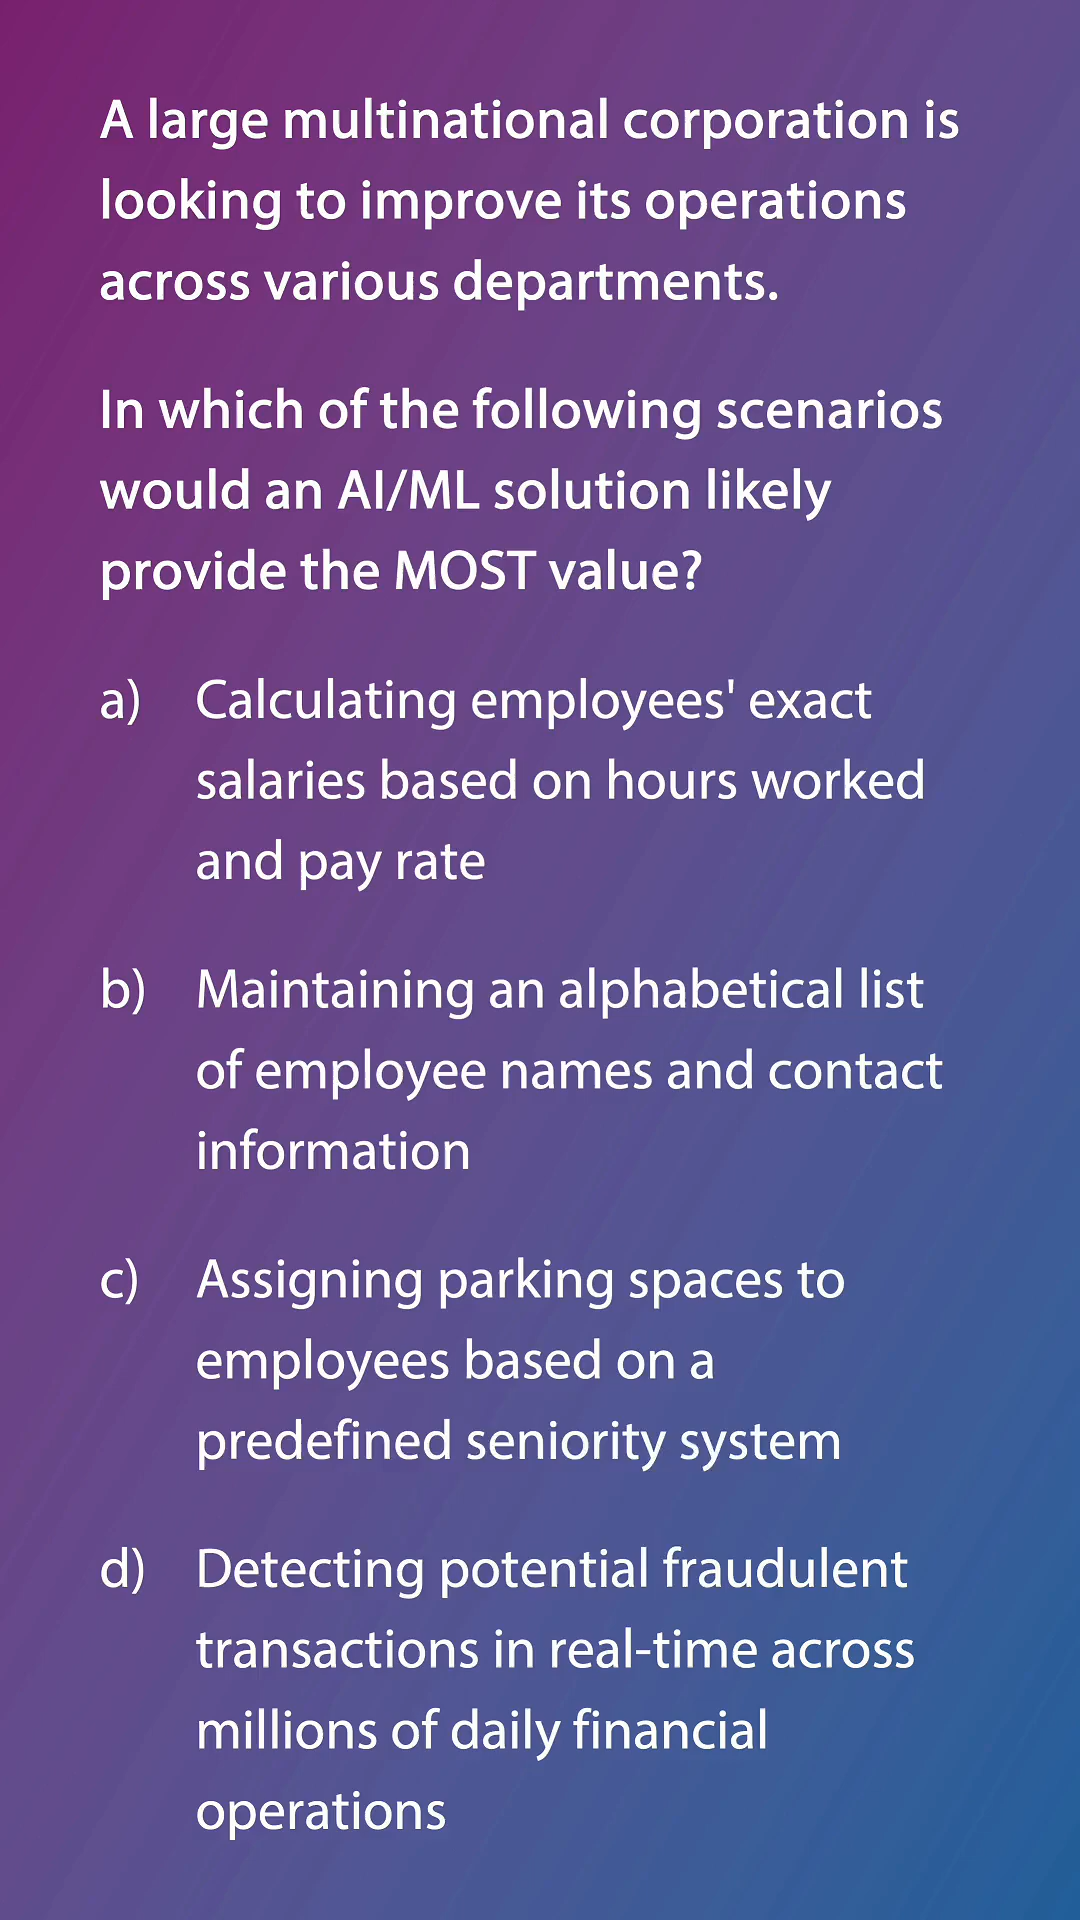 A large multinational corporation is
looking to improve its operations
across various departments.
In which of the following scenarios
would an AI/ML solution likely
provide the MOST value?
a) Calculating employees' exact
salaries based on hours worked
and pay rate
b) Maintaining an alphabetical list
of employee names and contact
information
c) Assigning parking spaces to
employees based on a
predefined seniority system
d) Detecting potential fraudulent
transactions in real-time across
millions of daily financial
operations